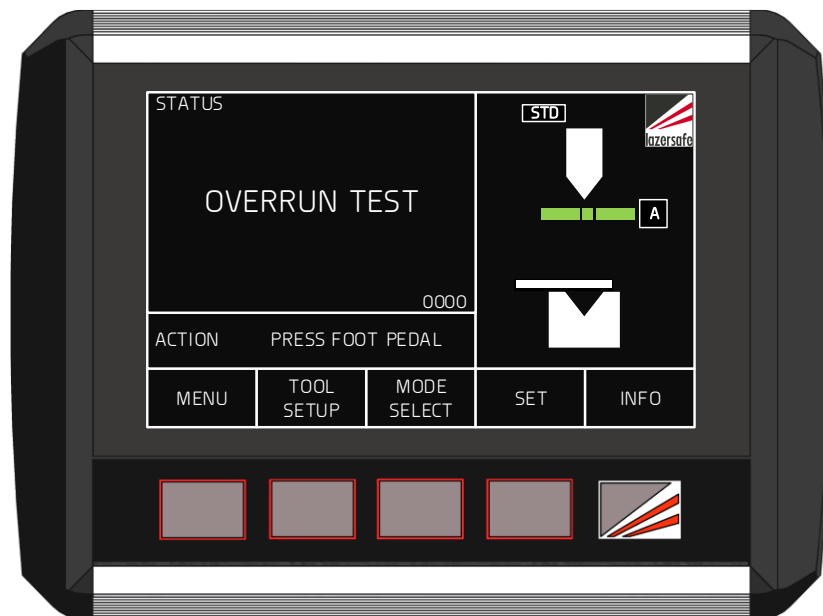 STATUS
STD
lazersafe
OVERRUN TEST
A
0000
ACTION PRESS FOOT PEDAL
MENU
TOOL
SETUP
MODE
SELECT
SET
INFO